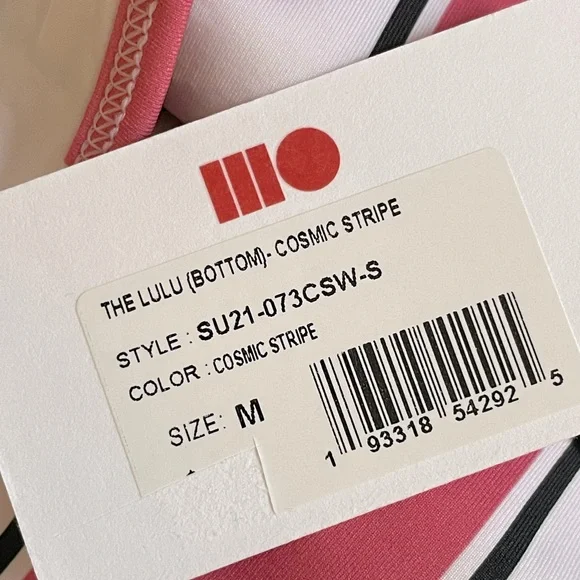 THE LULU (BOTTOM)- COSMIC STRIPE
STYLE : SU21-073CSW-S
COLOR : COSMIC STRIPE
SIZE: M
1 93318 54292 5